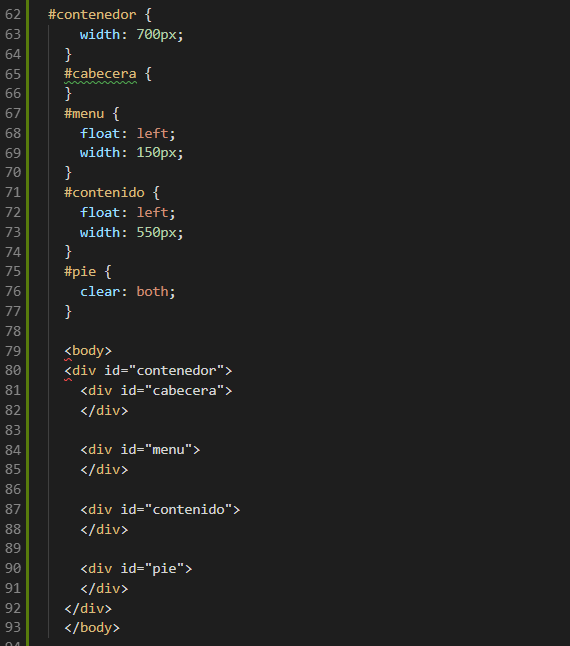 62 #contenedor {
63 width: 700px;
64 }
65 #cabecera {
66 }
67 #menu {
68 float: left;
69 width: 150px;
70 }
71 #contenido {
72 float: left;
73 width: 550px;
74 }
75 #pie {
76 clear: both;
77 }
78
79 <body>
80 <div id="contenedor">
81 <div id="cabecera">
82 </div>
83
84 <div id="menu">
85 </div>
86
87 <div id="contenido">
88 </div>
89
90 <div id="pie">
91 </div>
92 </div>
93 </body>
94